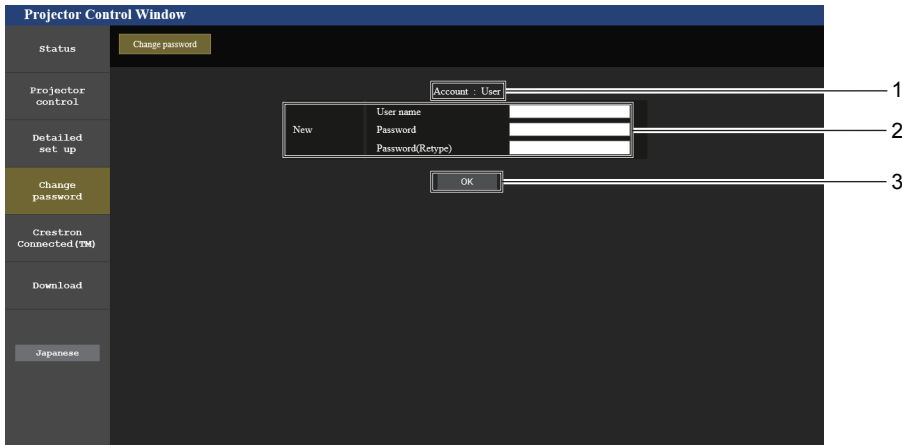 Projector Control Window
Status
Projector
control
Detailed
set up
Change
password
Crestron
Connected(TM)
Download
Japanese
Change password
Account : User
New
User name
Password
Password(Retype)
OK
1
2
3